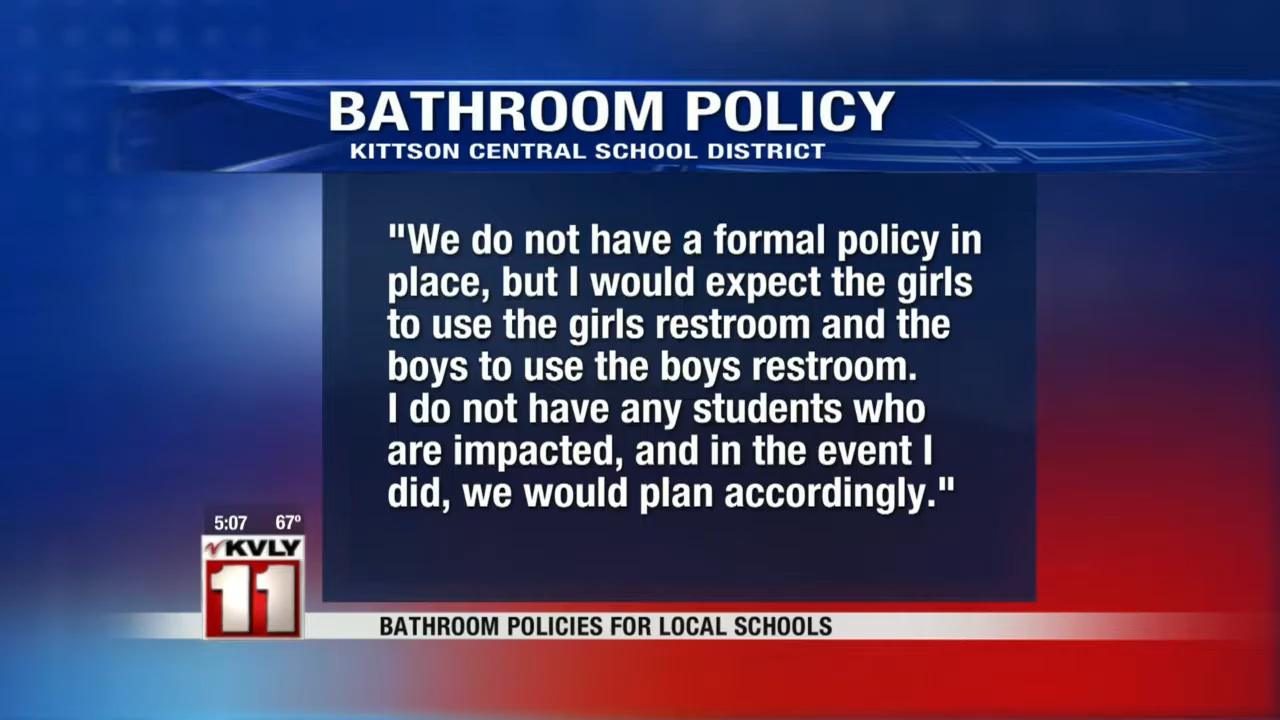 BATHROOM POLICY
KITTSON CENTRAL SCHOOL DISTRICT
"We do not have a formal policy in
place, but I would expect the girls
to use the girls restroom and the
boys to use the boys restroom.
I do not have any students who
are impacted, and in the event I
did, we would plan accordingly."
5:07 67º
KVLY
11
BATHROOM POLICIES FOR LOCAL SCHOOLS